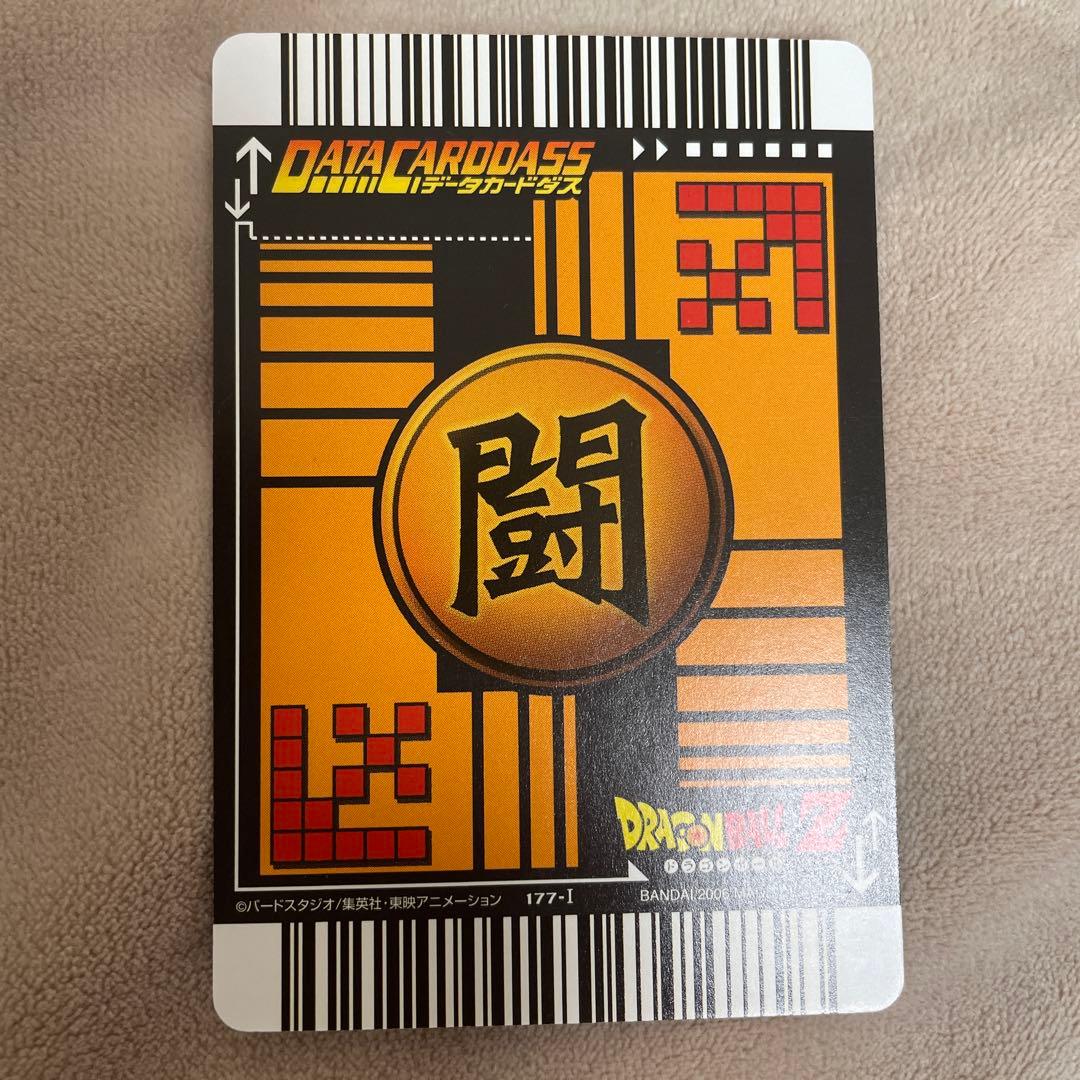 DATACARDDASS
データカードダス
闘
DRAGON BALL Z
©バードスタジオ/集英社・東映アニメーション 177-I
BANDAI 2006